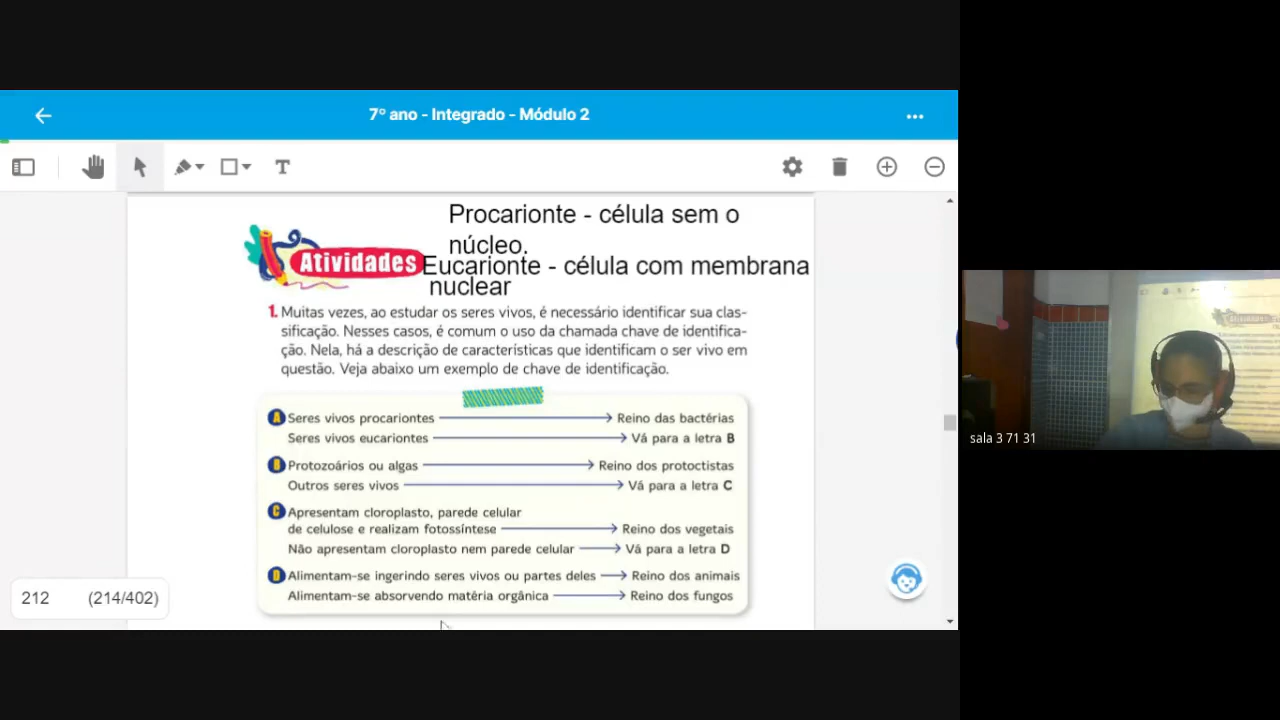 7º ano - Integrado - Módulo 2
T
Procarionte - célula sem o
núcleo.
Atividades
Eucarionte - célula com membrana
nuclear
1. Muitas vezes, ao estudar os seres vivos, é necessário identificar sua clas-
sificação. Nesses casos, é comum o uso da chamada chave de identifica-
ção. Nela, há a descrição de características que identificam o ser vivo em
questão. Veja abaixo um exemplo de chave de identificação.
A Seres vivos procariontes → Reino das bactérias
Seres vivos eucariontes → Vá para a letra B
B Protozoários ou algas → Reino dos protoctistas
Outros seres vivos → Vá para a letra C
C Apresentam cloroplasto, parede celular
de celulose e realizam fotossíntese → Reino dos vegetais
Não apresentam cloroplasto nem parede celular → Vá para a letra D
D Alimentam-se ingerindo seres vivos ou partes deles → Reino dos animais
Alimentam-se absorvendo matéria orgânica → Reino dos fungos
212 (214/402)
sala 3 71 31